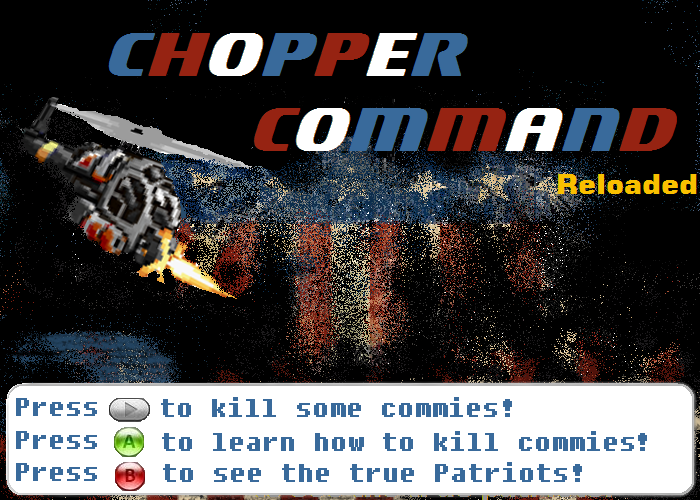 CHOPPER
COMMAND
Reloaded
Press to kill some commies!
Press A to learn how to kill commies!
Press B to see the true Patriots!